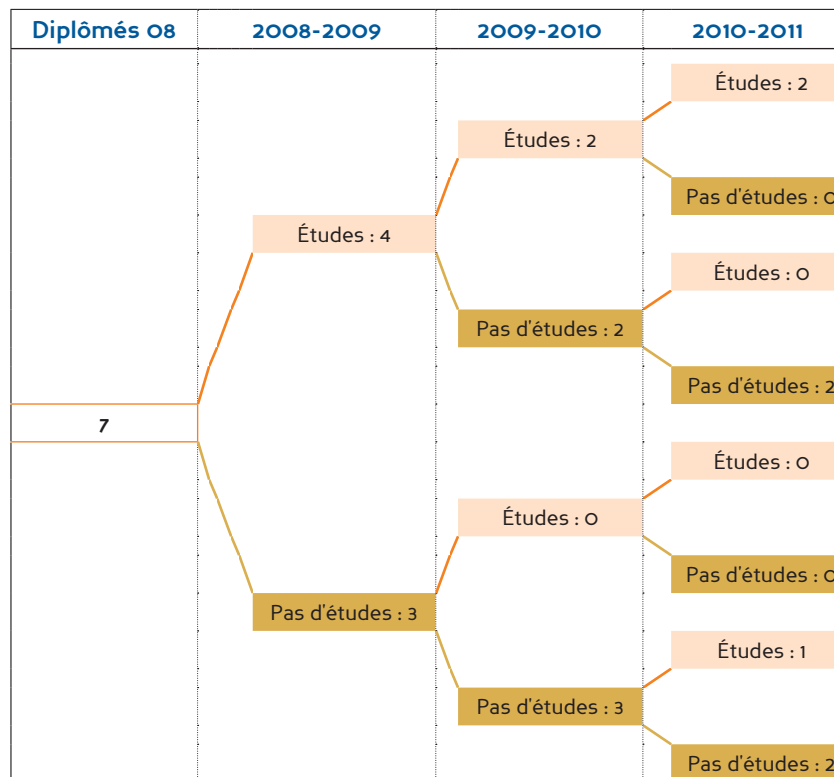 Diplômés 08 2008-2009 2009-2010 2010-2011
Études : 2
Études : 2
Pas d'études : 0
Études : 4
Études : 0
Pas d'études : 2
Pas d'études : 2
7
Études : 0
Études : 0
Pas d'études : 0
Pas d'études : 3
Études : 1
Pas d'études : 3
Pas d'études : 2